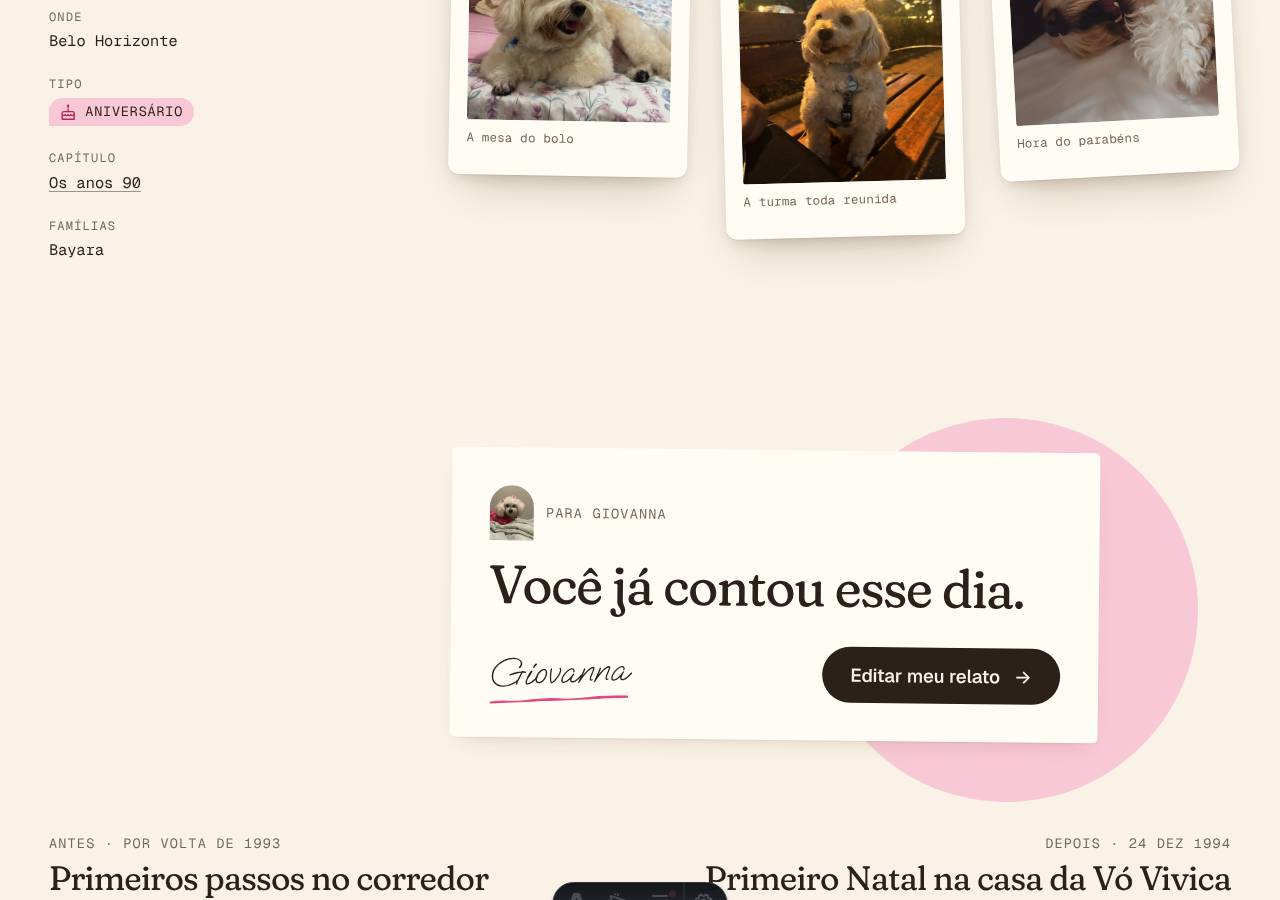 ONDE
Belo Horizonte
TIPO
ANIVERSÁRIO
CAPÍTULO
Os anos 90
FAMÍLIAS
Bayara
A mesa do bolo
A turma toda reunida
Hora do parabéns
PARA GIOVANNA
Você já contou esse dia.
Giovanna
Editar meu relato →
ANTES · POR VOLTA DE 1993
Primeiros passos no corredor
DEPOIS · 24 DEZ 1994
Primeiro Natal na casa da Vó Vivica